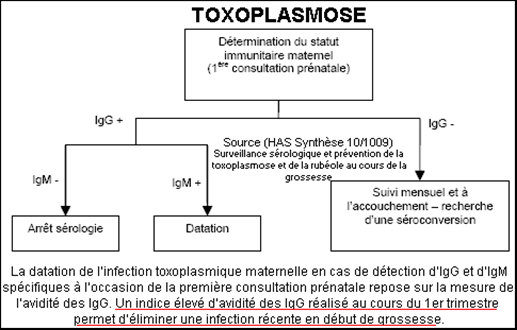 TOXOPLASMOSE
Détermination du statut
immunitaire maternel
(1ère consultation prénatale)
IgG +
IgG -
Source (HAS Synthèse 10/1009)
Surveillance sérologique et prévention de la
toxoplasmose et de la rubéole au cours de la
grossesse
IgM -
IgM +
Arrêt sérologie
Datation
Suivi mensuel et à
l'accouchement – recherche
d'une séroconversion
La datation de l'infection toxoplasmique maternelle en cas de détection d'IgG et d'IgM
spécifiques à l'occasion de la première consultation prénatale repose sur la mesure de
l'avidité des IgG. Un indice élevé d'avidité des IgG réalisé au cours du 1er trimestre
permet d'éliminer une infection récente en début de grossesse.